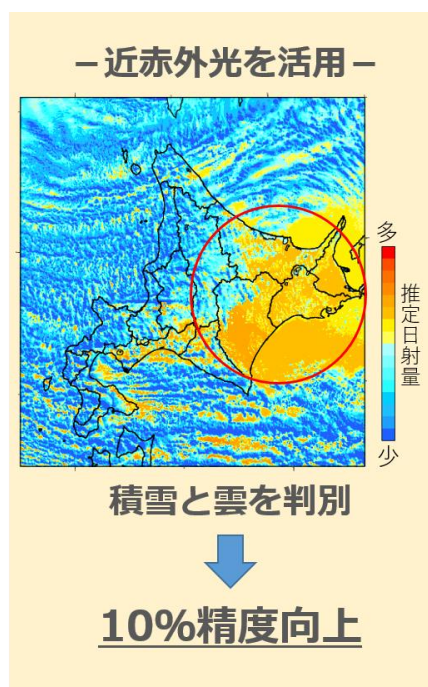 －近赤外光を活用－
多
推定日射量
少
積雪と雲を判別
10%精度向上